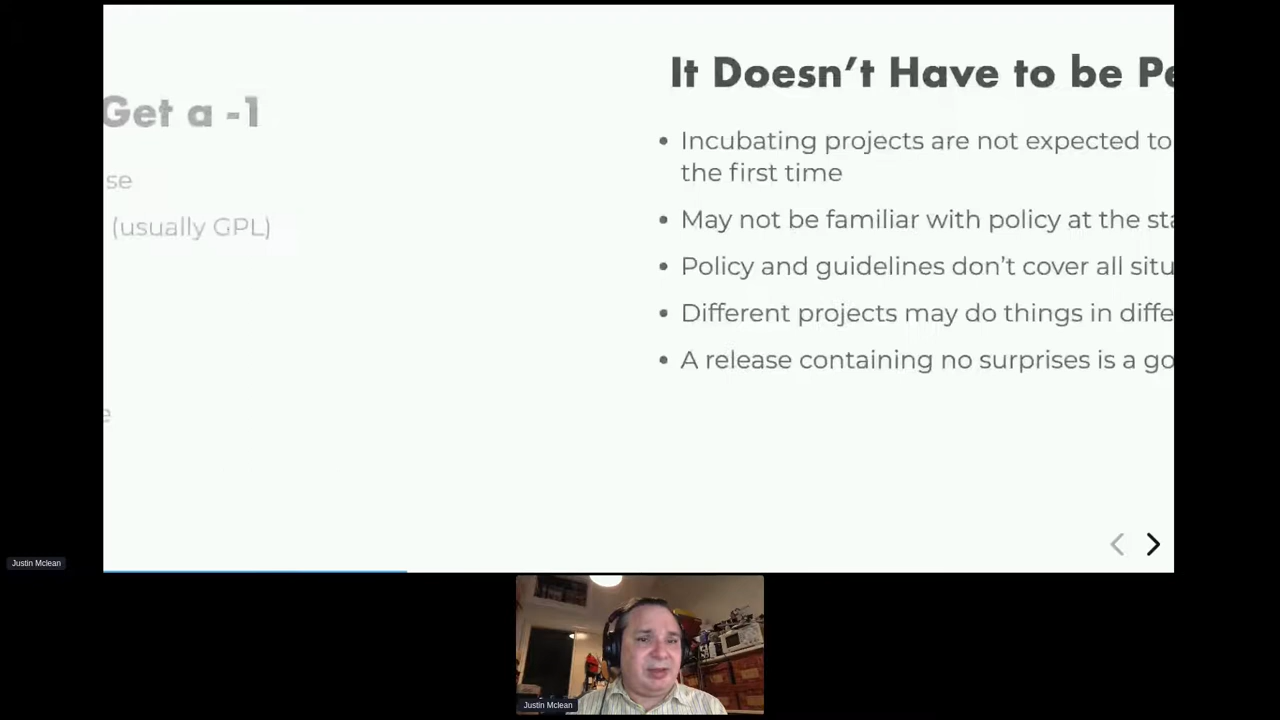 Get a -1
se
(usually GPL)
e
It Doesn't Have to be Pe
Incubating projects are not expected to
the first time
May not be familiar with policy at the sta
Policy and guidelines don't cover all situ
Different projects may do things in diffe
A release containing no surprises is a go
Justin Mclean
Justin Mclean